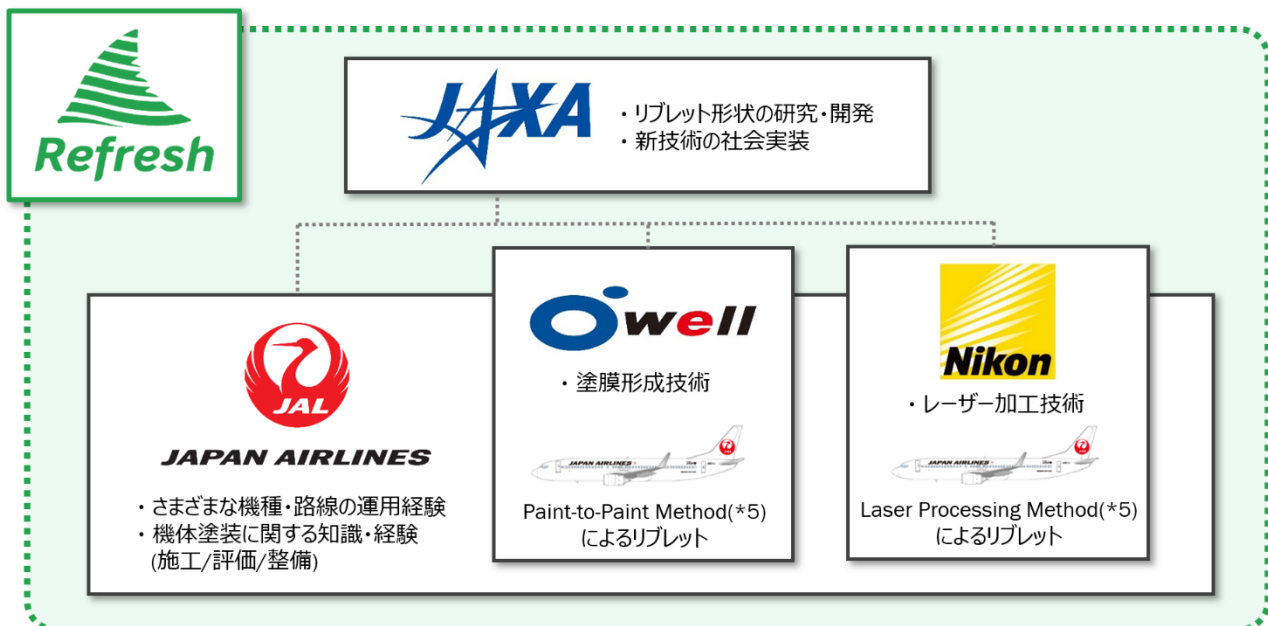 Refresh
JAXA
・リブレット形状の研究・開発
・新技術の社会実装
JAL
JAPAN AIRLINES
・さまざまな機種・路線の運用経験
・機体塗装に関する知識・経験
(施工/評価/整備)
O'well
・塗膜形成技術
JAPAN AIRLINES
Paint-to-Paint Method(*5)
によるリブレット
Nikon
・レーザー加工技術
JAPAN AIRLINES
Laser Processing Method(*5)
によるリブレット